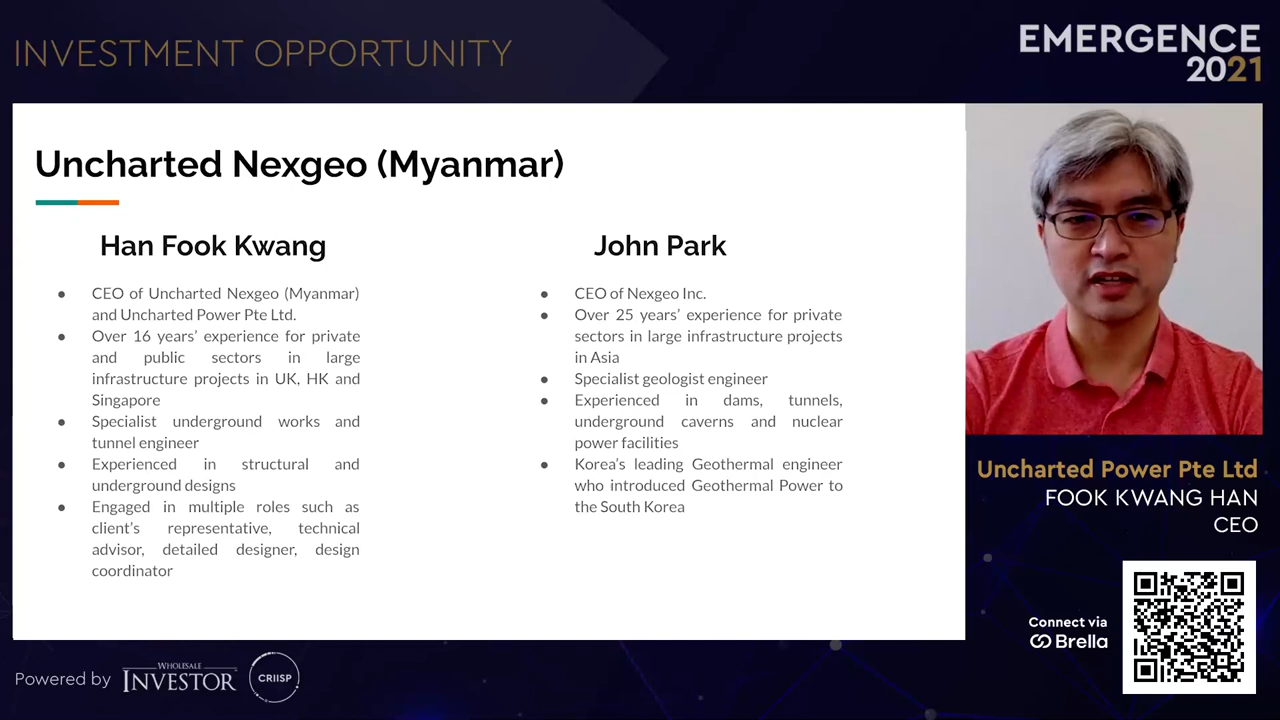 INVESTMENT OPPORTUNITY
EMERGENCE
2021
Uncharted Nexgeo (Myanmar)
Han Fook Kwang
● CEO of Uncharted Nexgeo (Myanmar)
and Uncharted Power Pte Ltd.
● Over 16 years’ experience for private
and public sectors in large
infrastructure projects in UK, HK and
Singapore
● Specialist underground works and
tunnel engineer
● Experienced in structural and
underground designs
● Engaged in multiple roles such as
client’s representative, technical
advisor, detailed designer, design
coordinator
John Park
● CEO of Nexgeo Inc.
● Over 25 years’ experience for private
sectors in large infrastructure projects
in Asia
● Specialist geologist engineer
● Experienced in dams, tunnels,
underground caverns and nuclear
power facilities
● Korea’s leading Geothermal engineer
who introduced Geothermal Power to
the South Korea
Uncharted Power Pte Ltd
FOOK KWANG HAN
CEO
Connect via
Brella
Powered by
WHOLESALE
INVESTOR
CRIISP